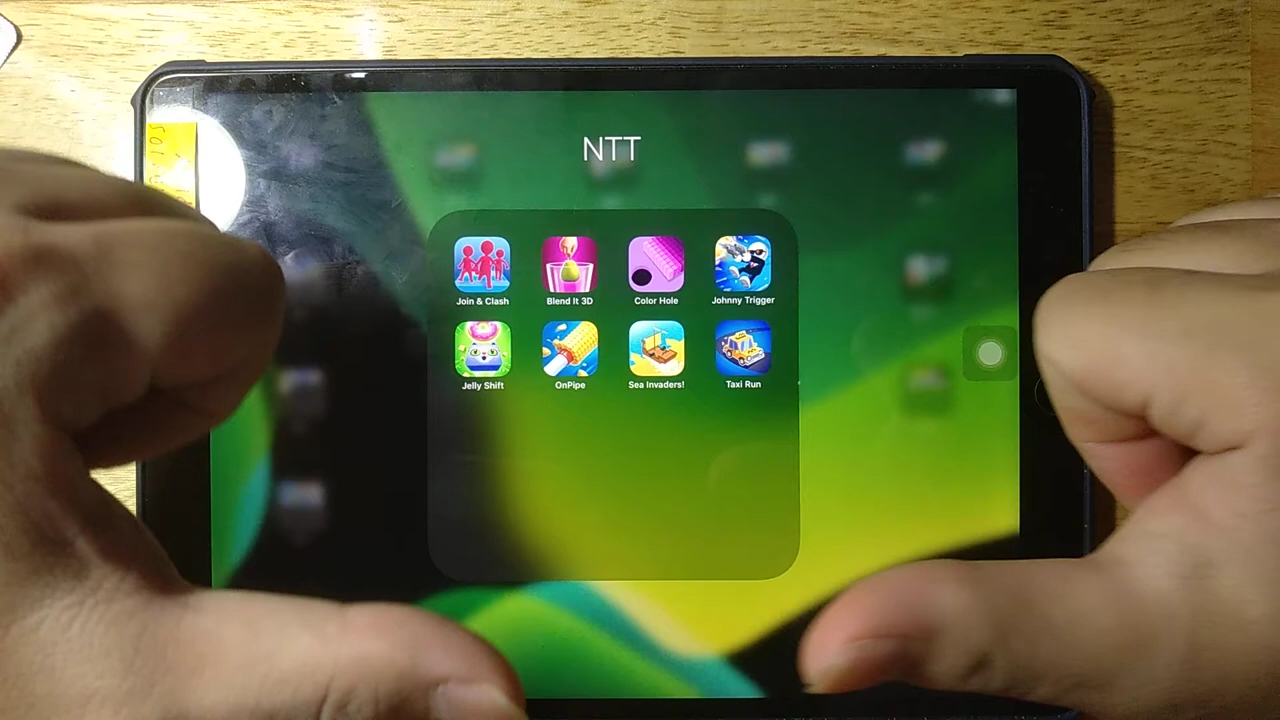 NTT
Join & Clash Blend It 3D Color Hole Johnny Trigger
Jelly Shift OnPipe Sea Invaders! Taxi Run